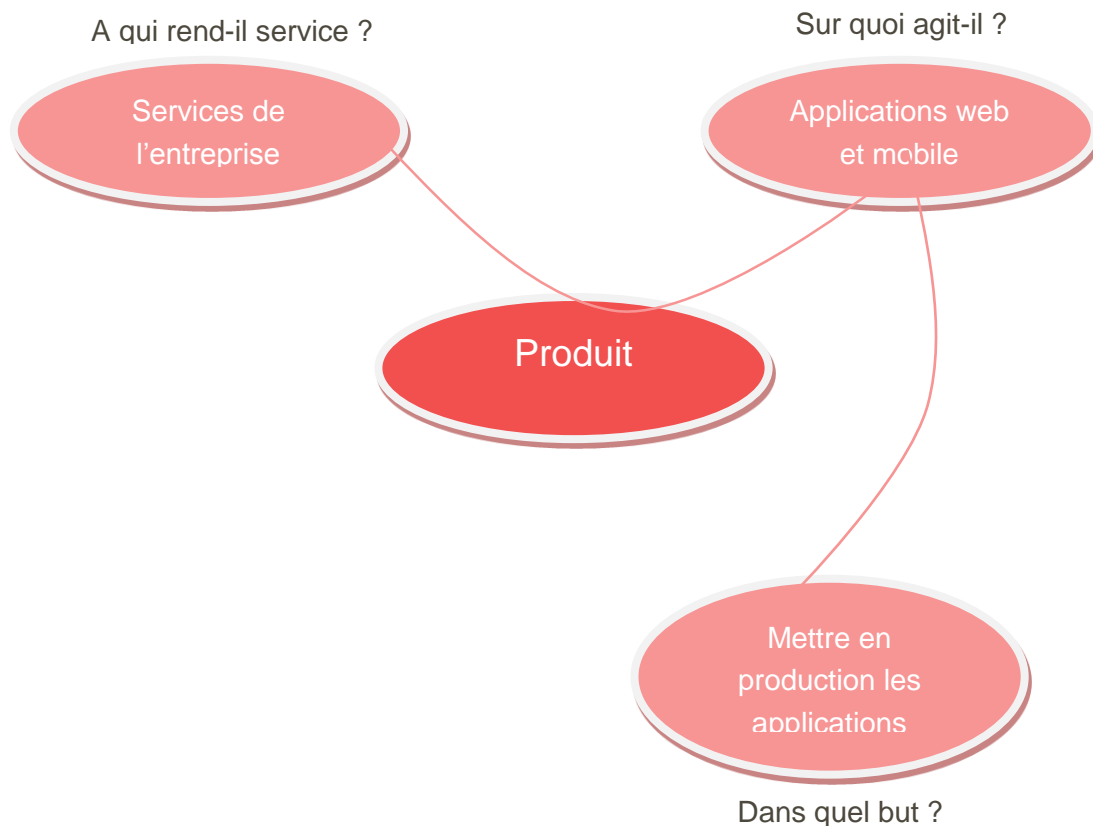 A qui rend-il service ?
Sur quoi agit-il ?
Services de
l’entreprise
Applications web
et mobile
Produit
Mettre en
production les
applications
Dans quel but ?